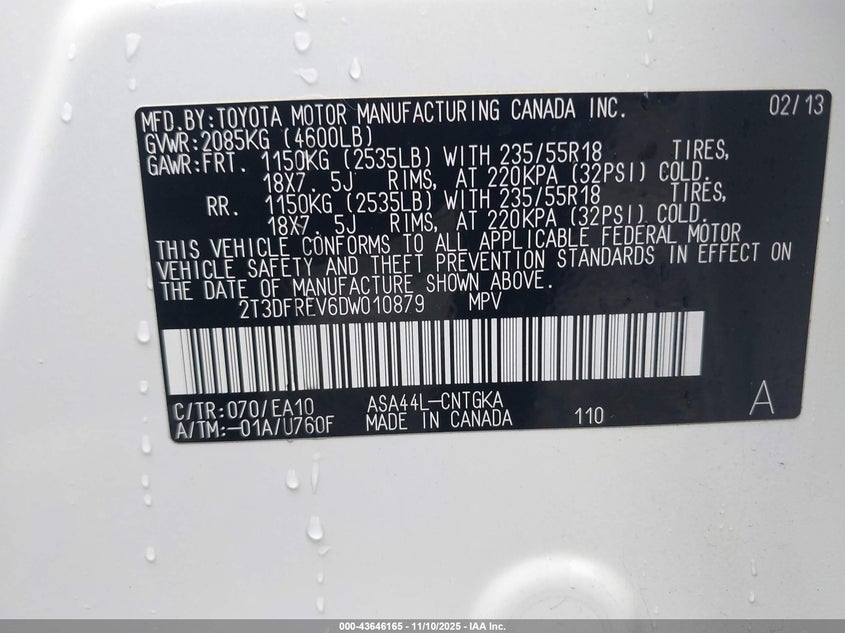 MFD.BY:TOYOTA MOTOR MANUFACTURING CANADA INC. 02/13
GVWR:2085KG (4600LB)
GAWR:FRT. 1150KG (2535LB) WITH 235/55R18 TIRES,
18X7. 5J RIMS, AT 220KPA (32PSI) COLD.
RR. 1150KG (2535LB) WITH 235/55R18 TIRES,
18X7. 5J RIMS, AT 220KPA (32PSI) COLD.
THIS VEHICLE CONFORMS TO ALL APPLICABLE FEDERAL MOTOR
VEHICLE SAFETY AND THEFT PREVENTION STANDARDS IN EFFECT ON
THE DATE OF MANUFACTURE SHOWN ABOVE.
2T3DFREV6DW010879 MPV
C/TR:070/EA10 ASA44L-CNTGKA
A/TM:-01A/U760F MADE IN CANADA 110 A
000-43646165 - 11/10/2025 - IAA Inc.